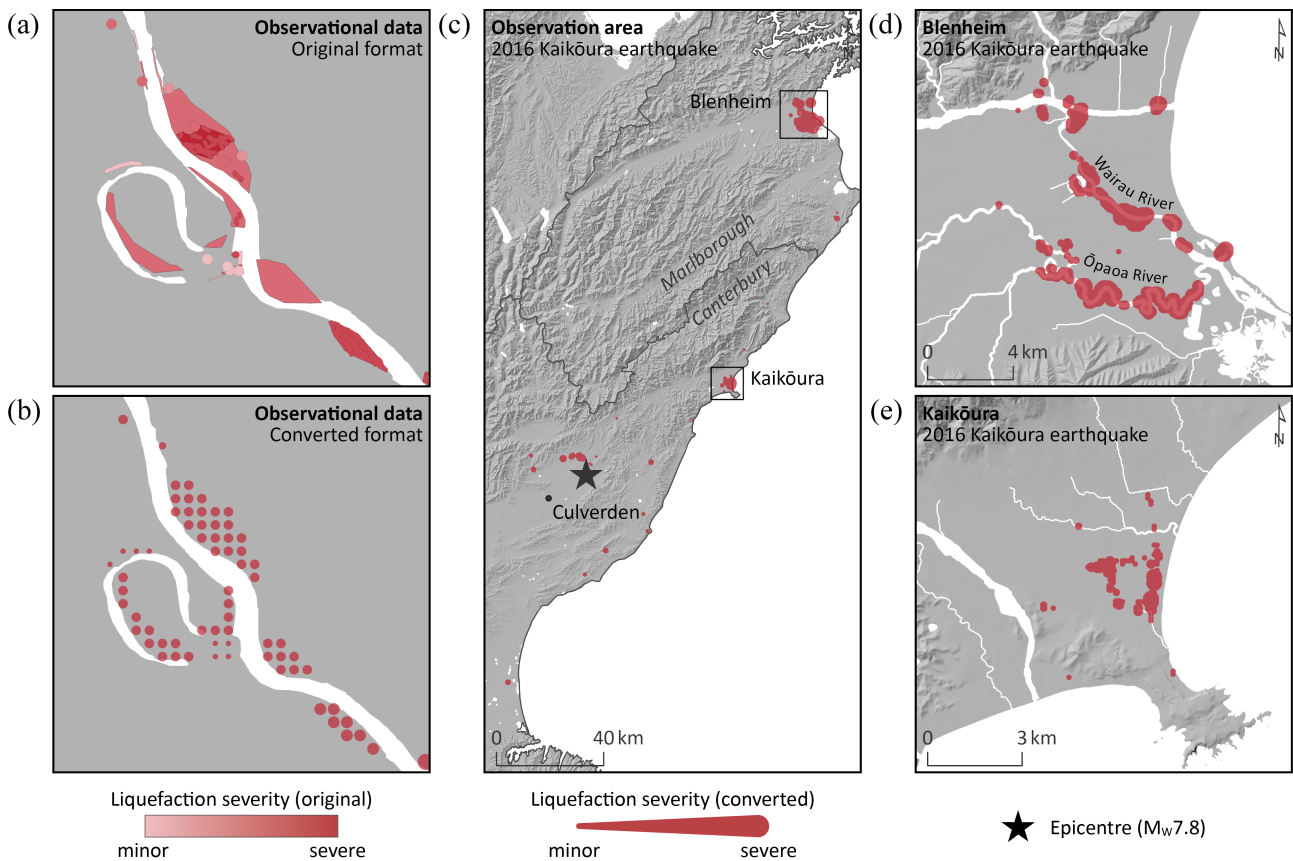 (a)
Observational data
Original format
(b)
Observational data
Converted format
Liquefaction severity (original)
minor
severe
(c)
Observation area
2016 Kaikōura earthquake
Blenheim
Marlborough
Canterbury
Kaikōura
Culverden
0
40 km
Liquefaction severity (converted)
minor
severe
(d)
Blenheim
2016 Kaikōura earthquake
N
Wairau River
Ōpaoa River
0
4 km
(e)
Kaikōura
2016 Kaikōura earthquake
N
0
3 km
Epicentre (Mw7.8)